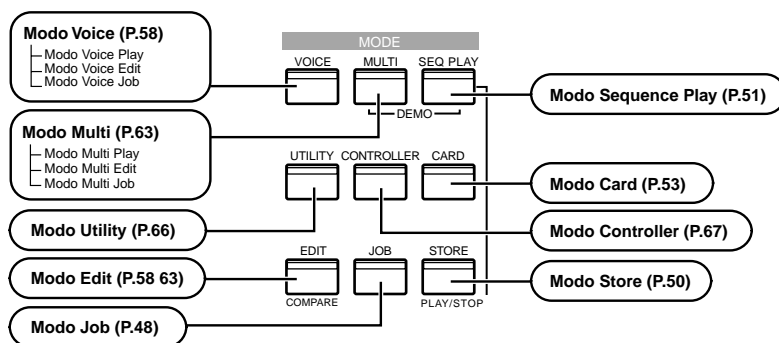 Modo Voice (P.58)
Modo Voice Play
Modo Voice Edit
Modo Voice Job
Modo Multi (P.63)
Modo Multi Play
Modo Multi Edit
Modo Multi Job
Modo Utility (P.66)
Modo Edit (P.58 63)
Modo Job (P.48)
MODE
VOICE MULTI SEQ PLAY
DEMO
UTILITY CONTROLLER CARD
EDIT JOB STORE
COMPARE PLAY/STOP
Modo Sequence Play (P.51)
Modo Card (P.53)
Modo Controller (P.67)
Modo Store (P.50)